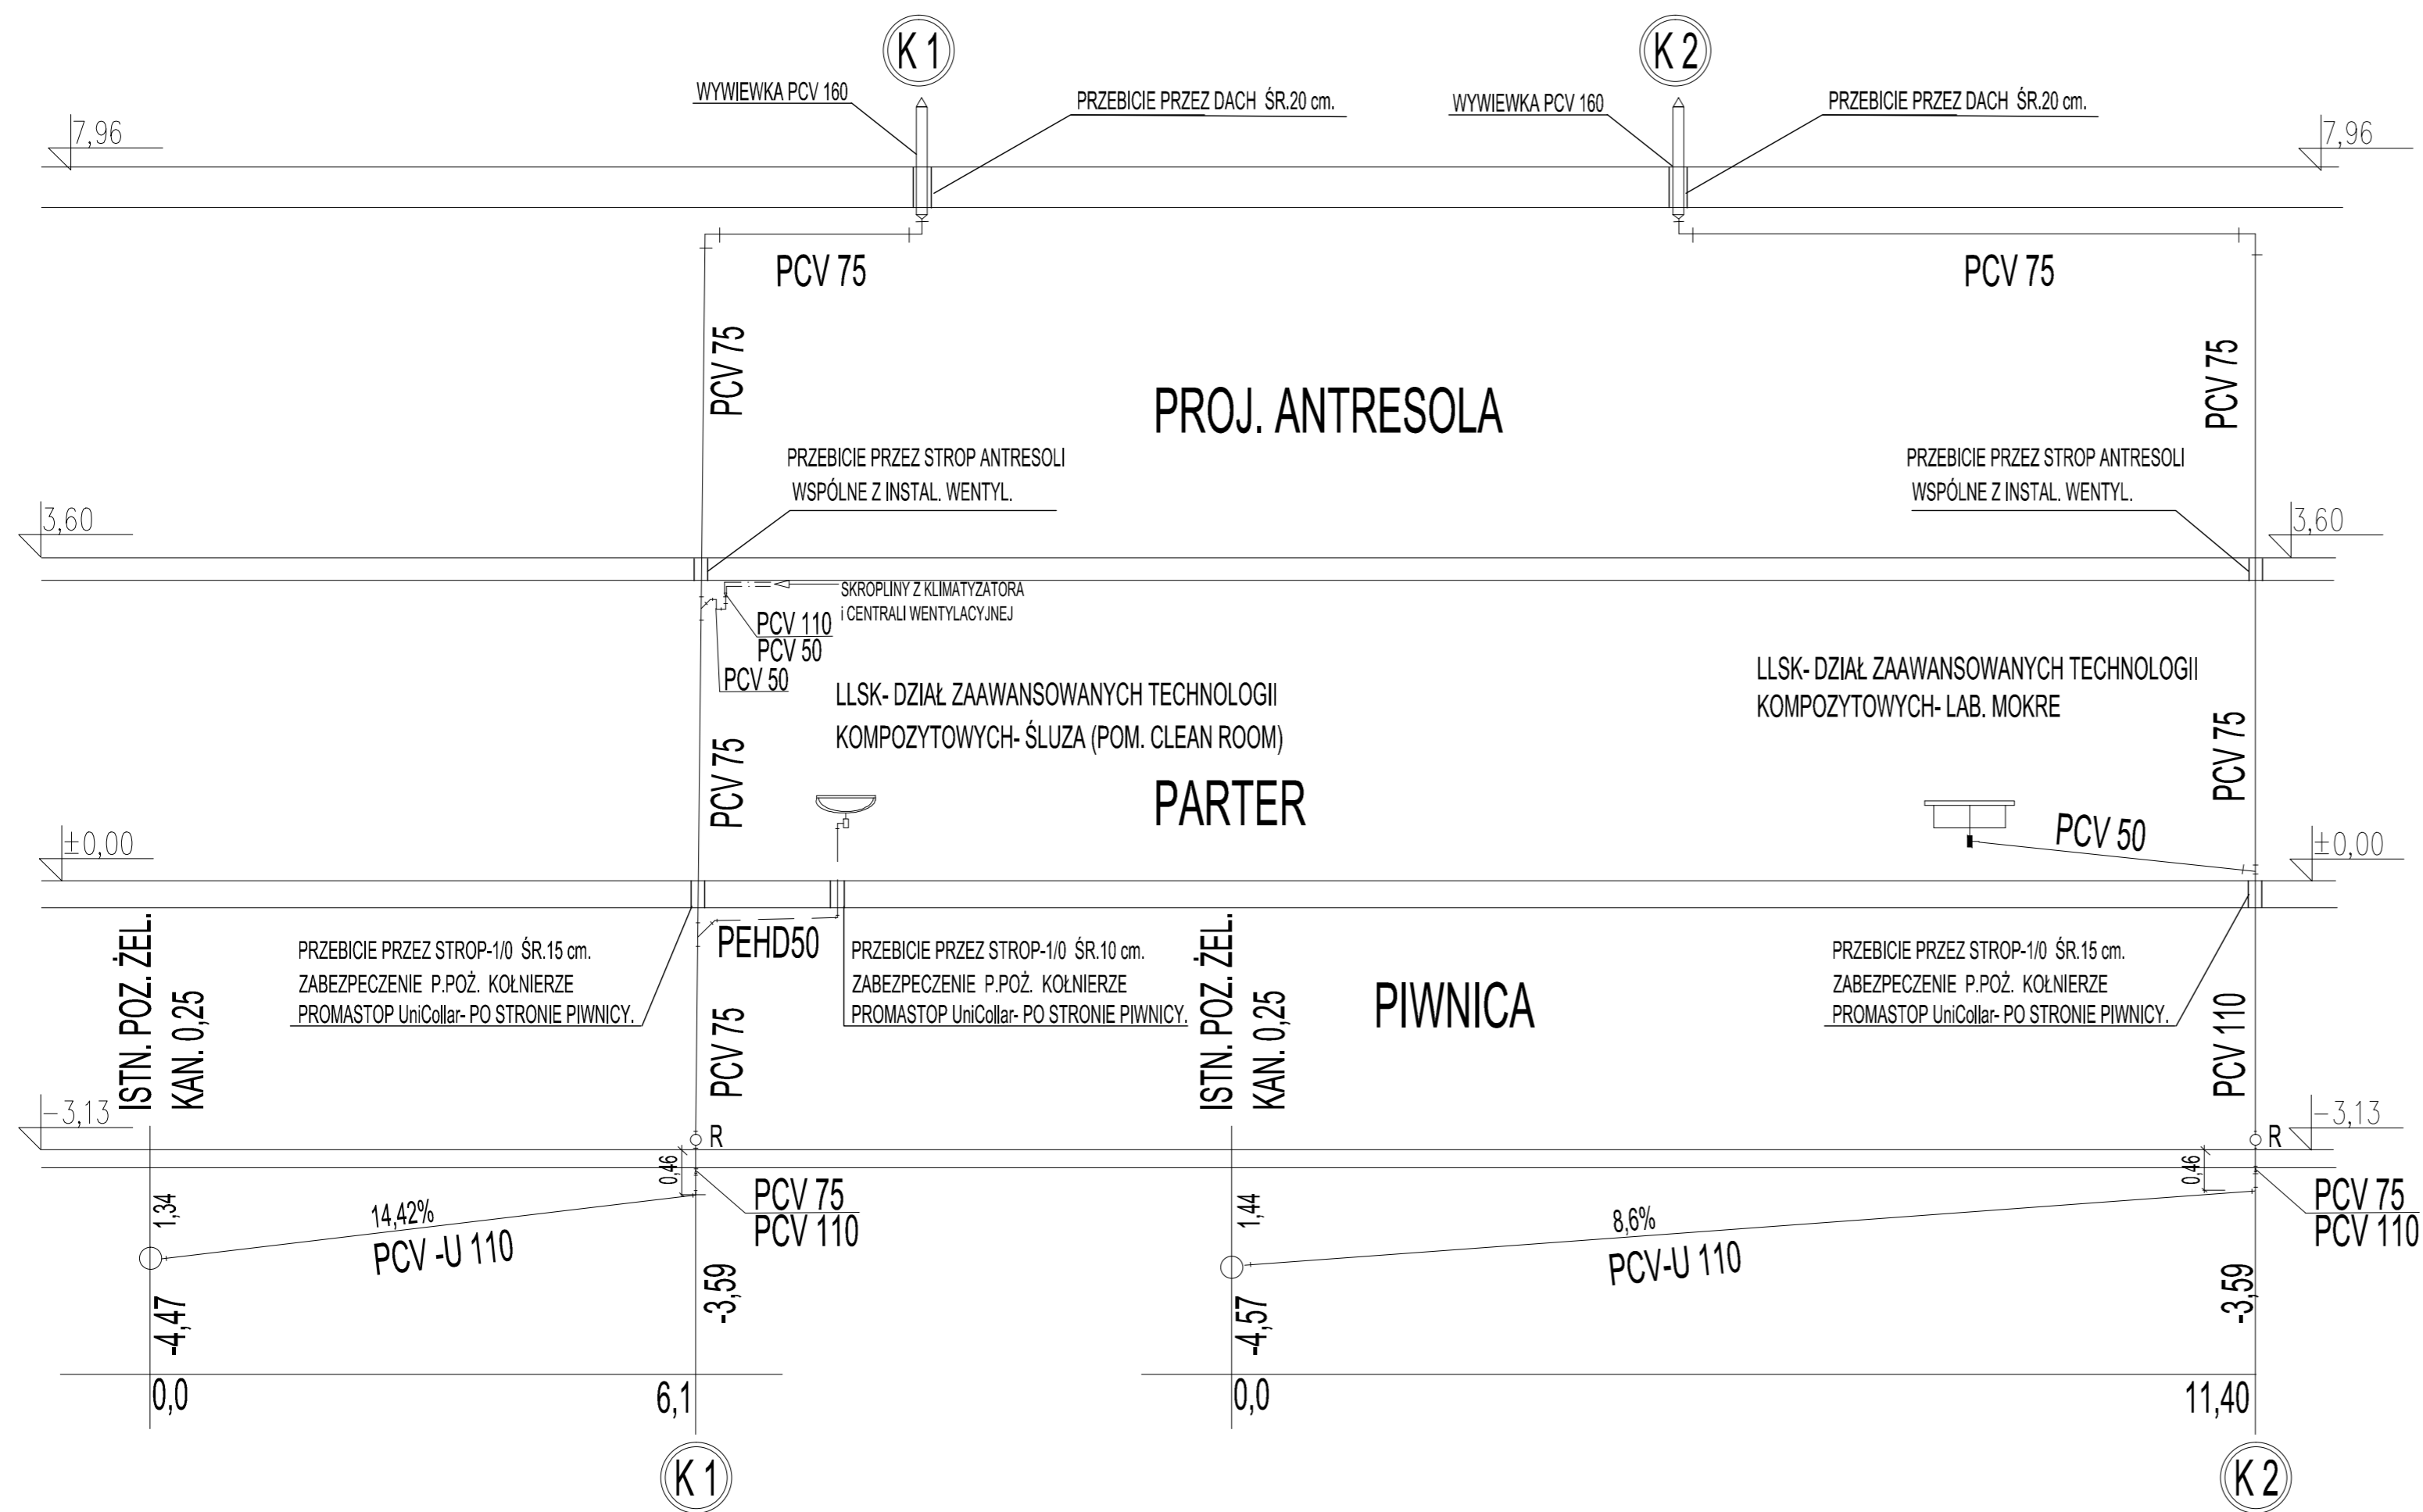 K 1
K 2
WYWIEWKA PCV 160
PRZEBICIE PRZEZ DACH ŚR.20 cm.
WYWIEWKA PCV 160
PRZEBICIE PRZEZ DACH ŚR.20 cm.
7,96
7,96
PCV 75
PCV 75
PCV 75
PCV 75
PROJ. ANTRESOLA
PRZEBICIE PRZEZ STROP ANTRESOLI
WSPÓLNE Z INSTAL. WENTYL.
PRZEBICIE PRZEZ STROP ANTRESOLI
WSPÓLNE Z INSTAL. WENTYL.
3,60
3,60
SKROPLINY Z KLIMATYZATORA
i CENTRALI WENTYLACYJNEJ
PCV 110
PCV 50
PCV 50
LLSK- DZIAŁ ZAAWANSOWANYCH TECHNOLOGII
KOMPOZYTOWYCH- ŚLUZA (POM. CLEAN ROOM)
LLSK- DZIAŁ ZAAWANSOWANYCH TECHNOLOGII
KOMPOZYTOWYCH- LAB. MOKRE
PCV 75
PCV 75
PARTER
PCV 50
±0,00
±0,00
ISTN. POZ. ŻEL.
KAN. 0,25
PRZEBICIE PRZEZ STROP-1/0 ŚR.15 cm.
ZABEZPECZENIE P.POŻ. KOŁNIERZE
PROMASTOP UniCollar- PO STRONIE PIWNICY.
PEHD50
PCV 75
PRZEBICIE PRZEZ STROP-1/0 ŚR.10 cm.
ZABEZPECZENIE P.POŻ. KOŁNIERZE
PROMASTOP UniCollar- PO STRONIE PIWNICY.
ISTN. POZ. ŻEL.
KAN. 0,25
PIWNICA
PRZEBICIE PRZEZ STROP-1/0 ŚR.15 cm.
ZABEZPECZENIE P.POŻ. KOŁNIERZE
PROMASTOP UniCollar- PO STRONIE PIWNICY.
PCV 110
-3,13
-3,13
R
R
0,46
0,46
1,34
14,42%
PCV -U 110
PCV 75
PCV 110
1,44
8,6%
PCV-U 110
PCV 75
PCV 110
-4,47
-3,59
-4,57
-3,59
0,0
6,1
0,0
11,40
K 1
K 2